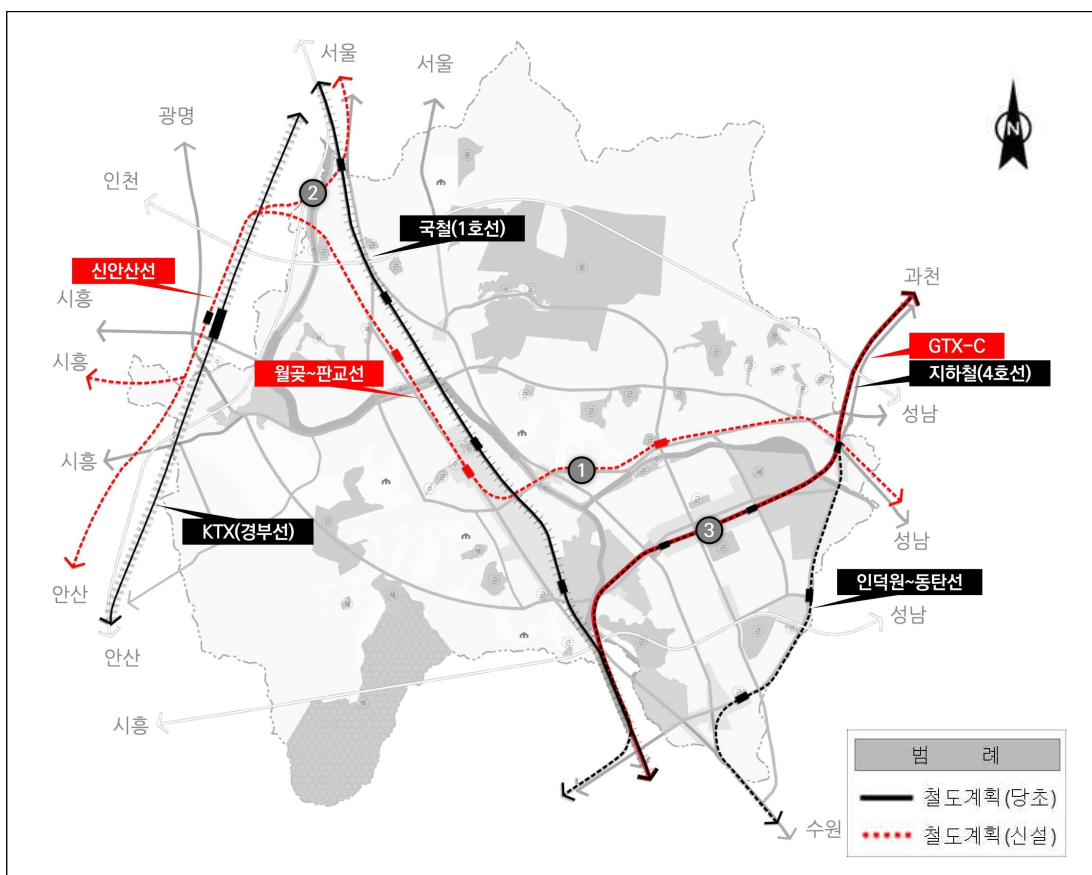 서울
서울
광명
인천
N
2
국철(1호선)
신안산선
과천
시흥
GTX-C
시흥
월곶~판교선
지하철(4호선)
성남
시흥
1
3
성남
KTX(경부선)
인덕원~동탄선
안산
성남
안산
시흥
범 례
철도계획(당초)
철도계획(신설)
수원